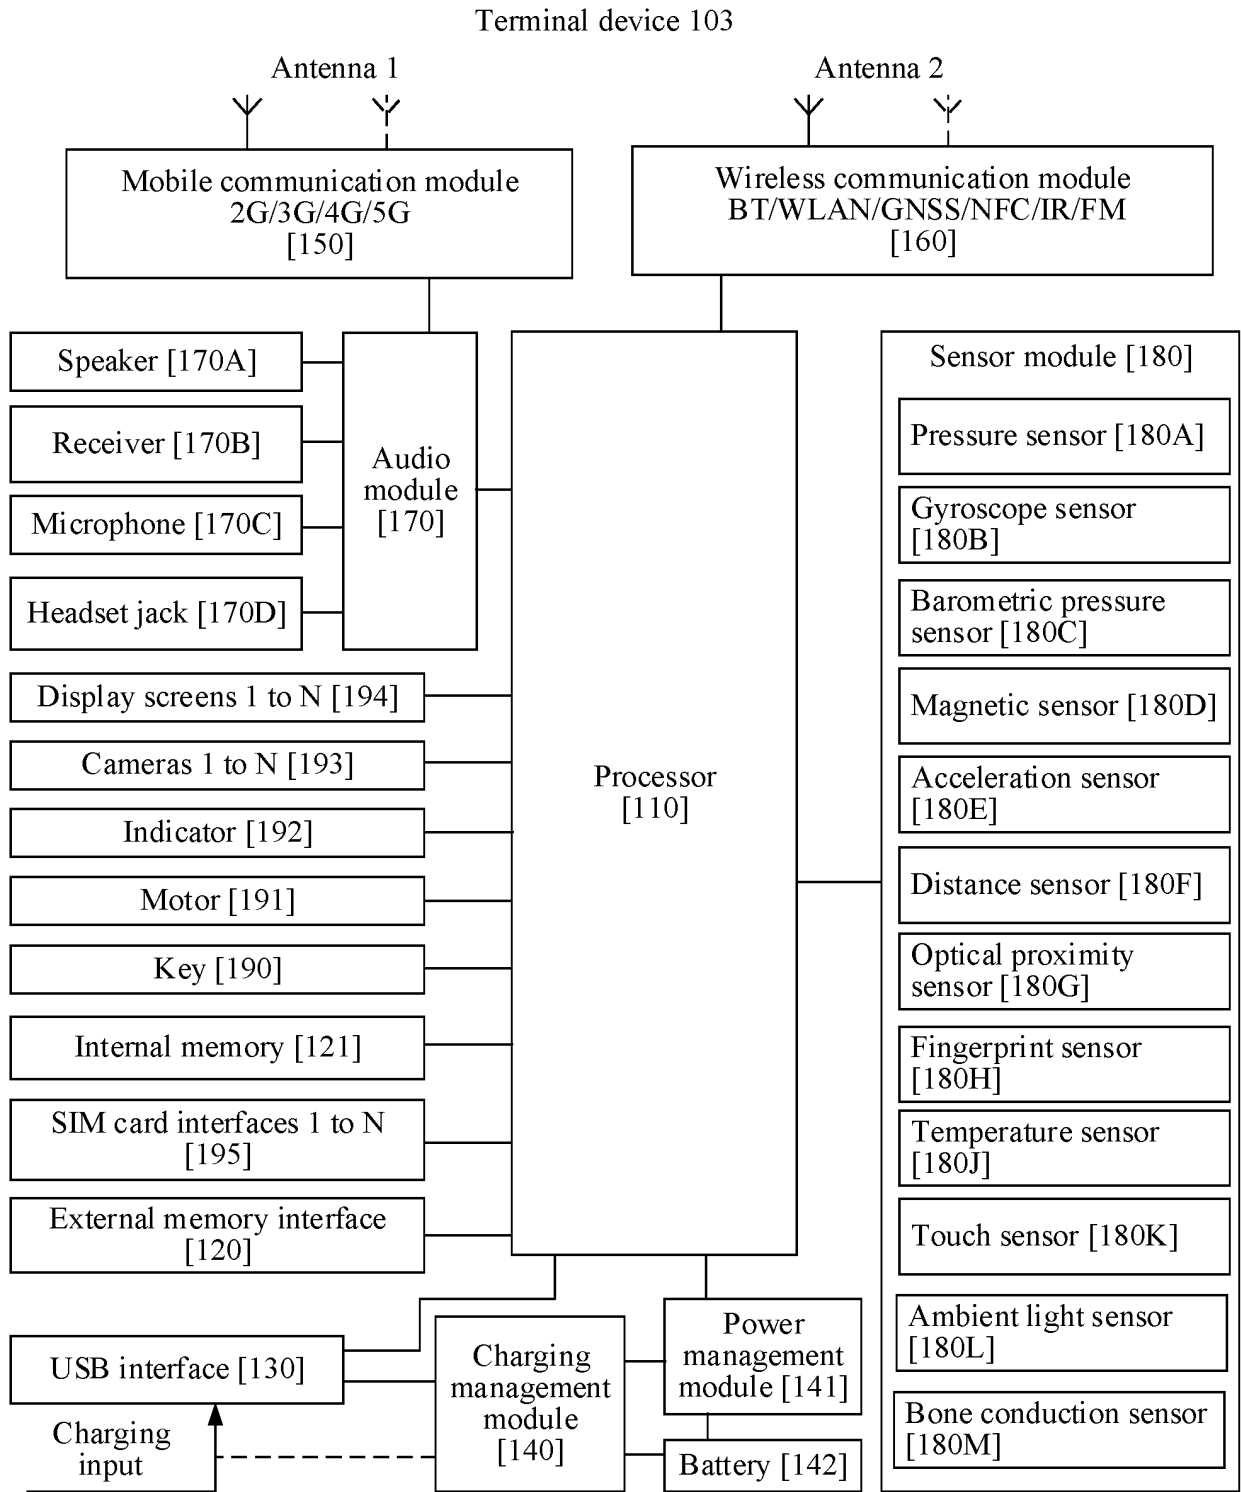 Terminal device 103
Antenna 1
Antenna 2
Mobile communication module
2G/3G/4G/5G
[150]
Wireless communication module
BT/WLAN/GNSS/NFC/IR/FM
[160]
Speaker [170A]
Receiver [170B]
Microphone [170C]
Headset jack [170D]
Audio
module
[170]
Display screens 1 to N [194]
Cameras 1 to N [193]
Indicator [192]
Motor [191]
Key [190]
Internal memory [121]
SIM card interfaces 1 to N
[195]
External memory interface
[120]
Processor
[110]
Sensor module [180]
Pressure sensor [180A]
Gyroscope sensor
[180B]
Barometric pressure
sensor [180C]
Magnetic sensor [180D]
Acceleration sensor
[180E]
Distance sensor [180F]
Optical proximity
sensor [180G]
Fingerprint sensor
[180H]
Temperature sensor
[180J]
Touch sensor [180K]
Ambient light sensor
[180L]
Bone conduction sensor
[180M]
USB interface [130]
Charging
input
Charging
management
module
[140]
Power
management
module [141]
Battery [142]